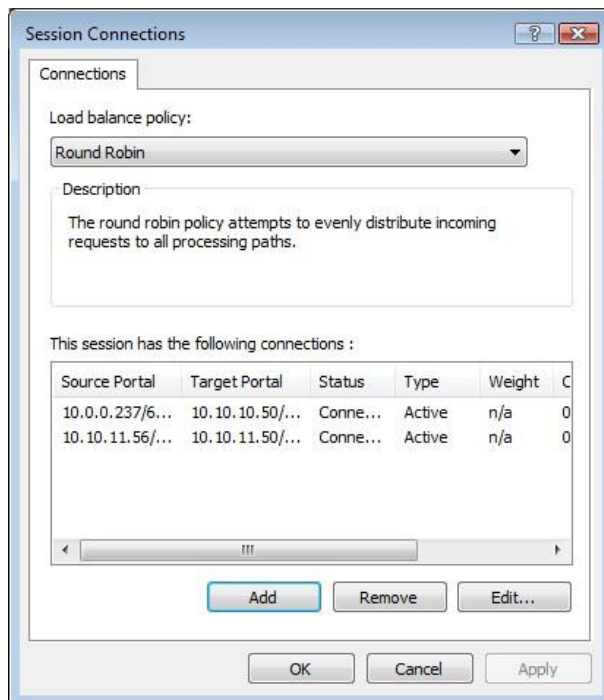 Session Connections
Connections
Load balance policy:
Round Robin
Description
The round robin policy attempts to evenly distribute incoming
requests to all processing paths.
This session has the following connections :
Source Portal Target Portal Status Type Weight C
10.0.0.237/6... 10.10.10.50/... Conne... Active n/a 0
10.10.11.56/... 10.10.11.50/... Conne... Active n/a 0
Add Remove Edit...
OK Cancel Apply